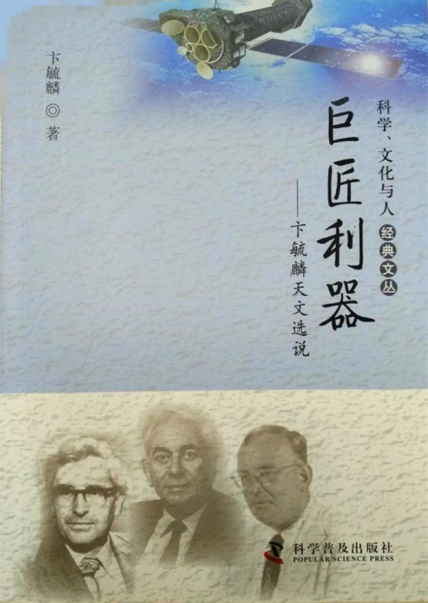 科学、文化与人
经典文丛
巨匠利器
——卞毓麟天文选说
卞毓麟◎著
科学普及出版社
POPULAR SCIENCE PRESS